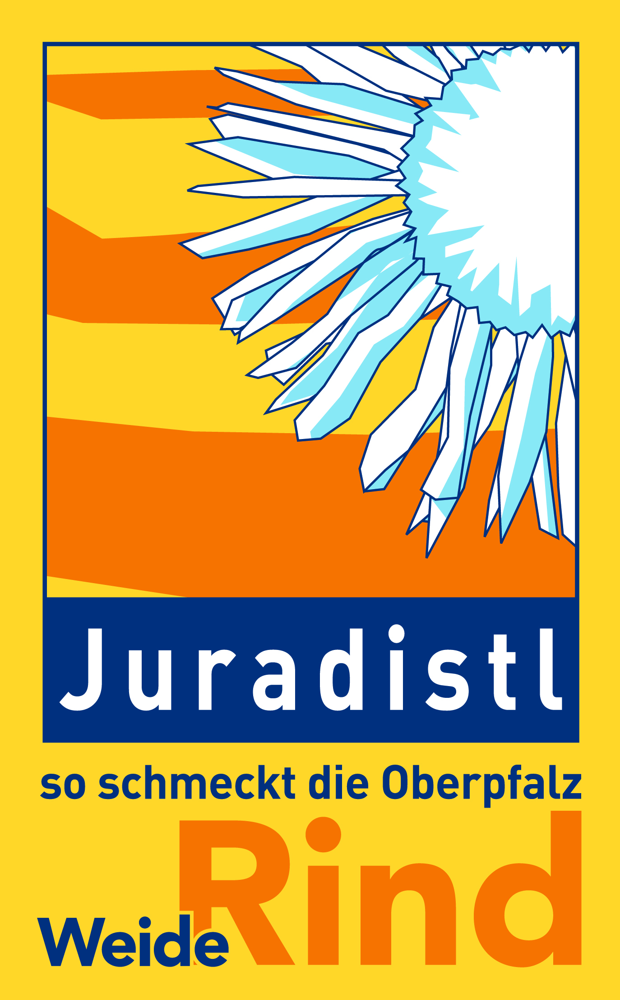 Juradistl
so schmeckt die Oberpfalz
Rind
Weide